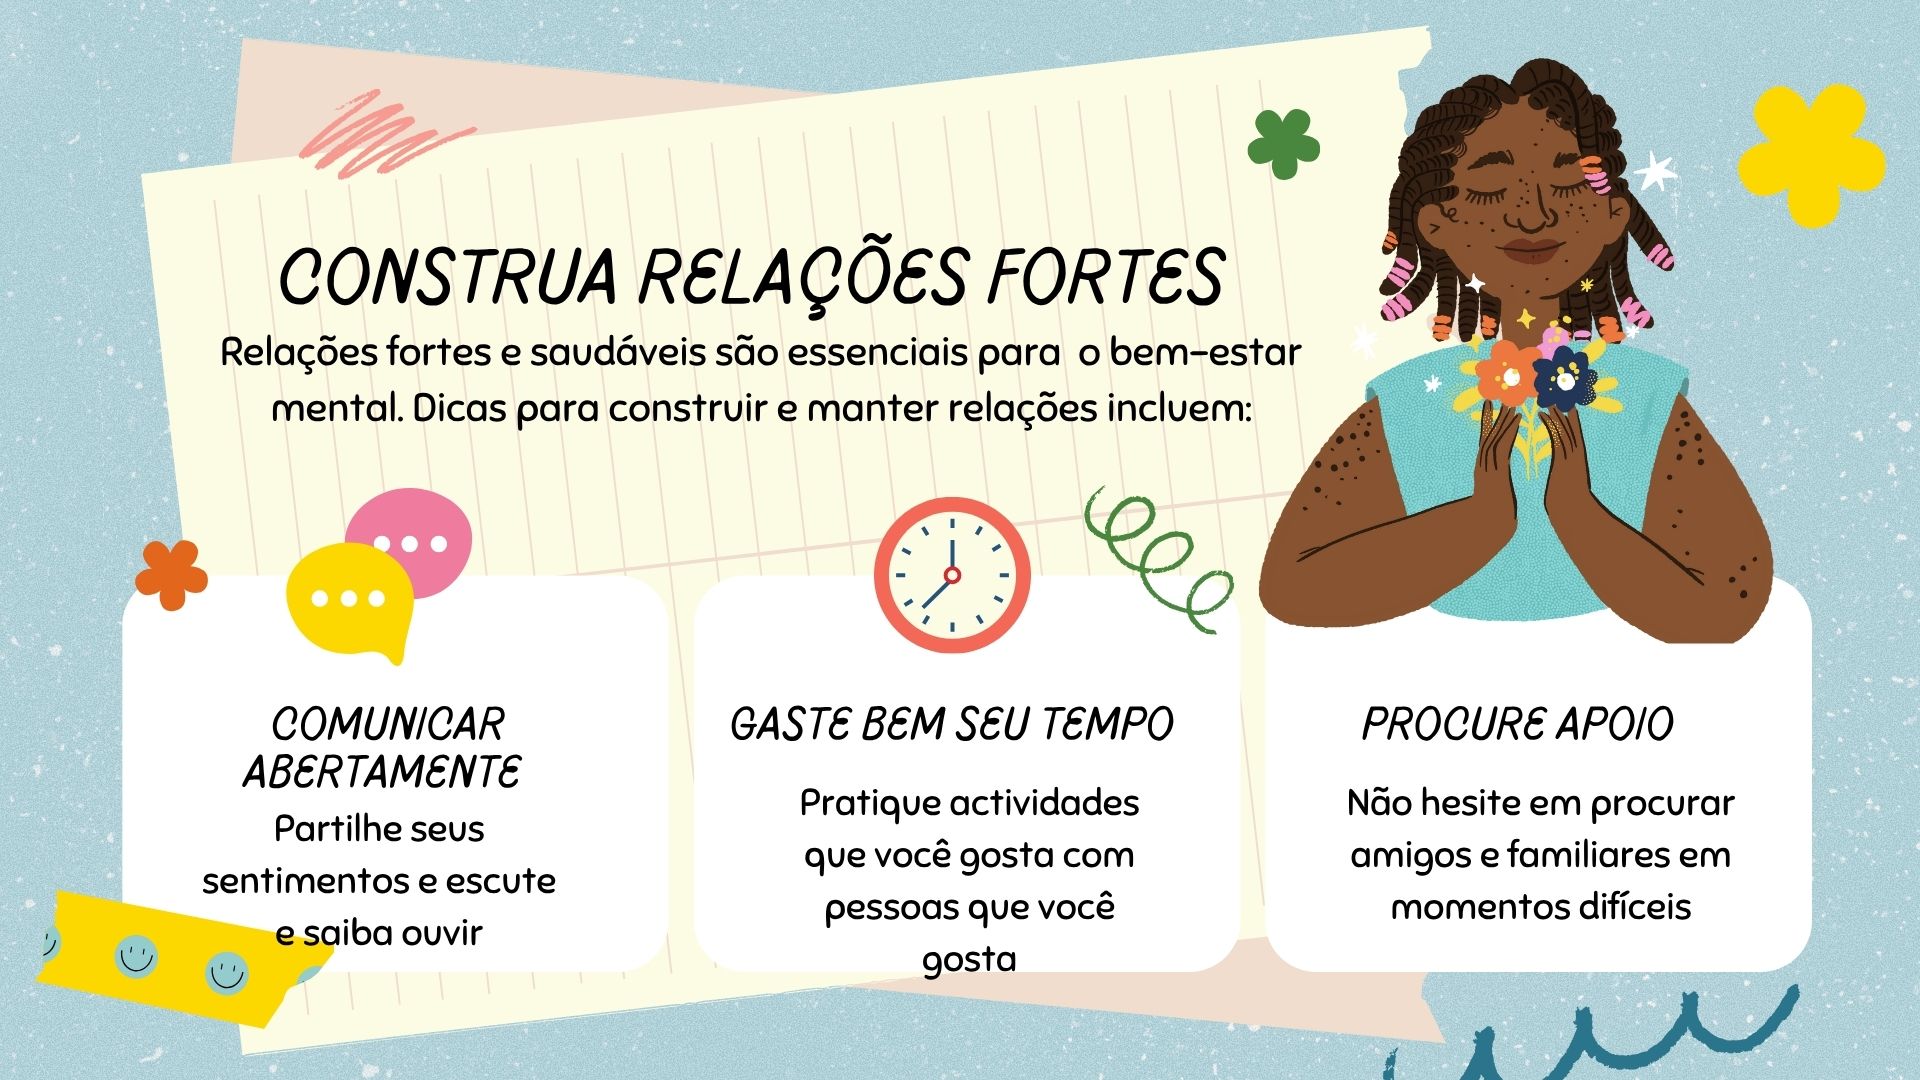 CONSTRUA RELAÇÕES FORTES
Relações fortes e saudáveis são essenciais para  o bem-estar
mental. Dicas para construir e manter relações incluem:
COMUNICAR
ABERTAMENTE
Partilhe seus
sentimentos e escute
e saiba ouvir
GASTE BEM SEU TEMPO
Pratique actividades
que você gosta com
pessoas que você
gosta
PROCURE APOIO
Não hesite em procurar
amigos e familiares em
momentos difíceis